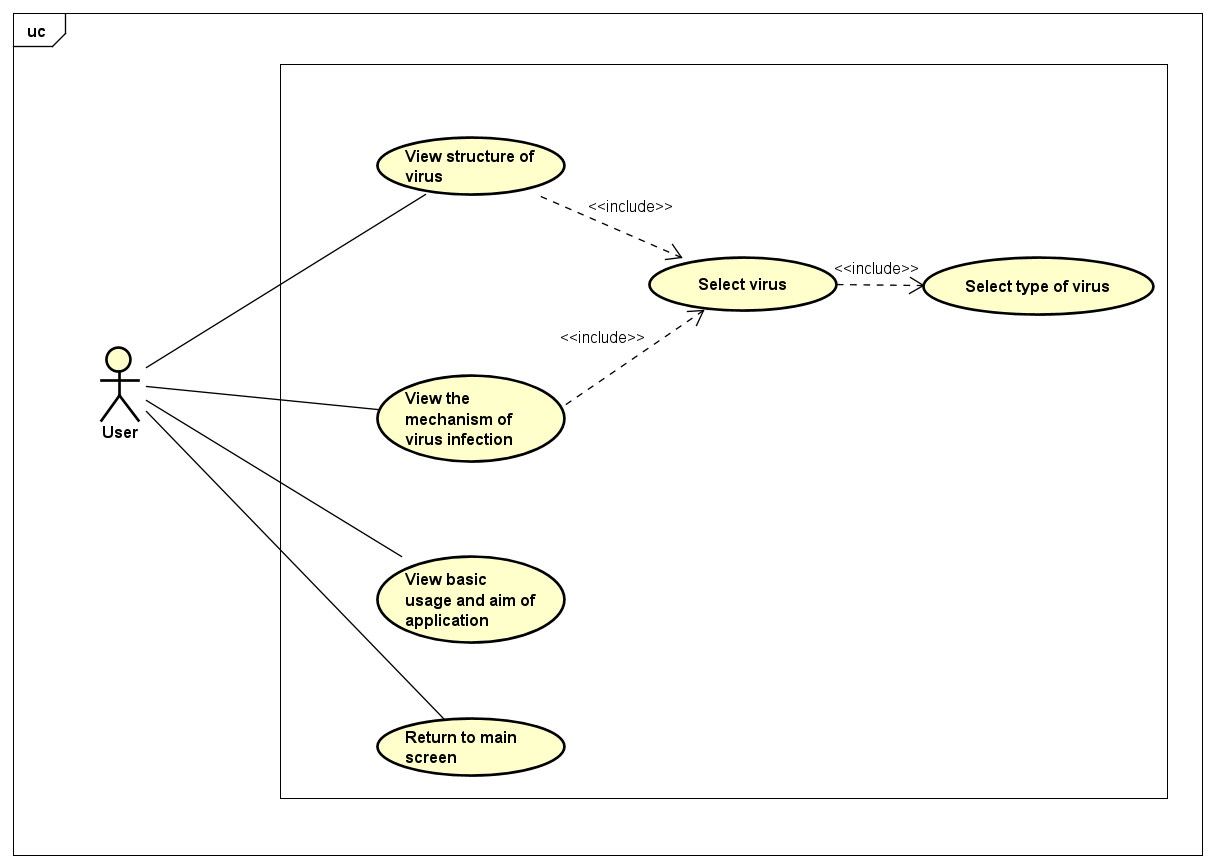 uc
View structure of
virus
<<include>>
Select virus
<<include>>
Select type of virus
<<include>>
View the
mechanism of
virus infection
User
View basic
usage and aim of
application
Return to main
screen